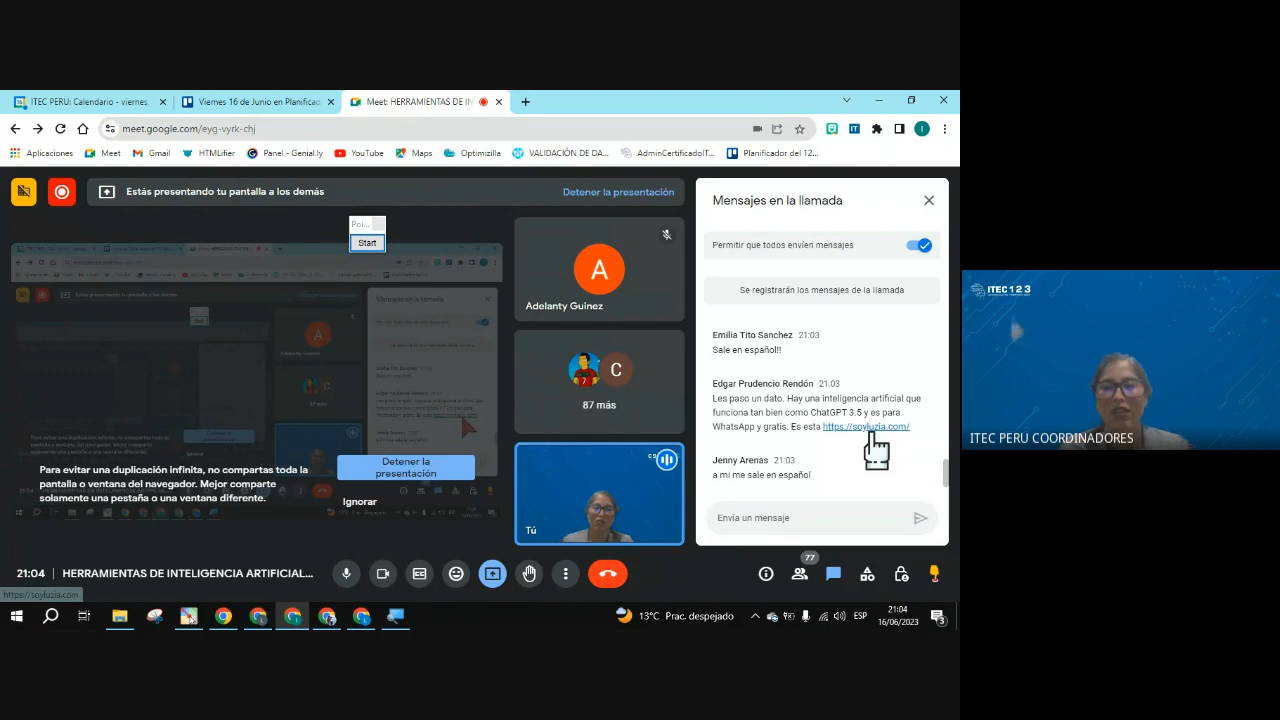 ITEC PERU: Calendario - viernes,
Viernes 16 de Junio en Planificad
Meet: HERRAMIENTAS DE IN
meet.google.com/eyg-vyrk-chj
Aplicaciones
Meet
Gmail
HTMLifier
Panel - Genial.ly
YouTube
Maps
Optimizilla
VALIDACIÓN DE DA...
AdminCertificadoIT...
Planificador del 12...
Estás presentando tu pantalla a los demás
Detener la presentación
Poi...
Start
Adelanty Guinez
87 más
Tú
Para evitar una duplicación infinita, no compartas toda la
pantalla o ventana del navegador. Mejor comparte
solamente una pestaña o una ventana diferente.
Detener la
presentación
Ignorar
Mensajes en la llamada
Permitir que todos envíen mensajes
Se registrarán los mensajes de la llamada
Emilia Tito Sanchez 21:03
Sale en español!!
Edgar Prudencio Rendón 21:03
Les paso un dato. Hay una inteligencia artificial que
funciona tan bien como ChatGPT 3.5 y es para
WhatsApp y gratis. Es esta https://soyluzia.com/
Jenny Arenas 21:03
a mi me sale en español
Envía un mensaje
21:04 | HERRAMIENTAS DE INTELIGENCIA ARTIFICIAL...
77
https://soyluzia.com
13°C Prac. despejado
ESP
21:04
16/06/2023
3
ITEC 1 2 3
ITEC PERU COORDINADORES